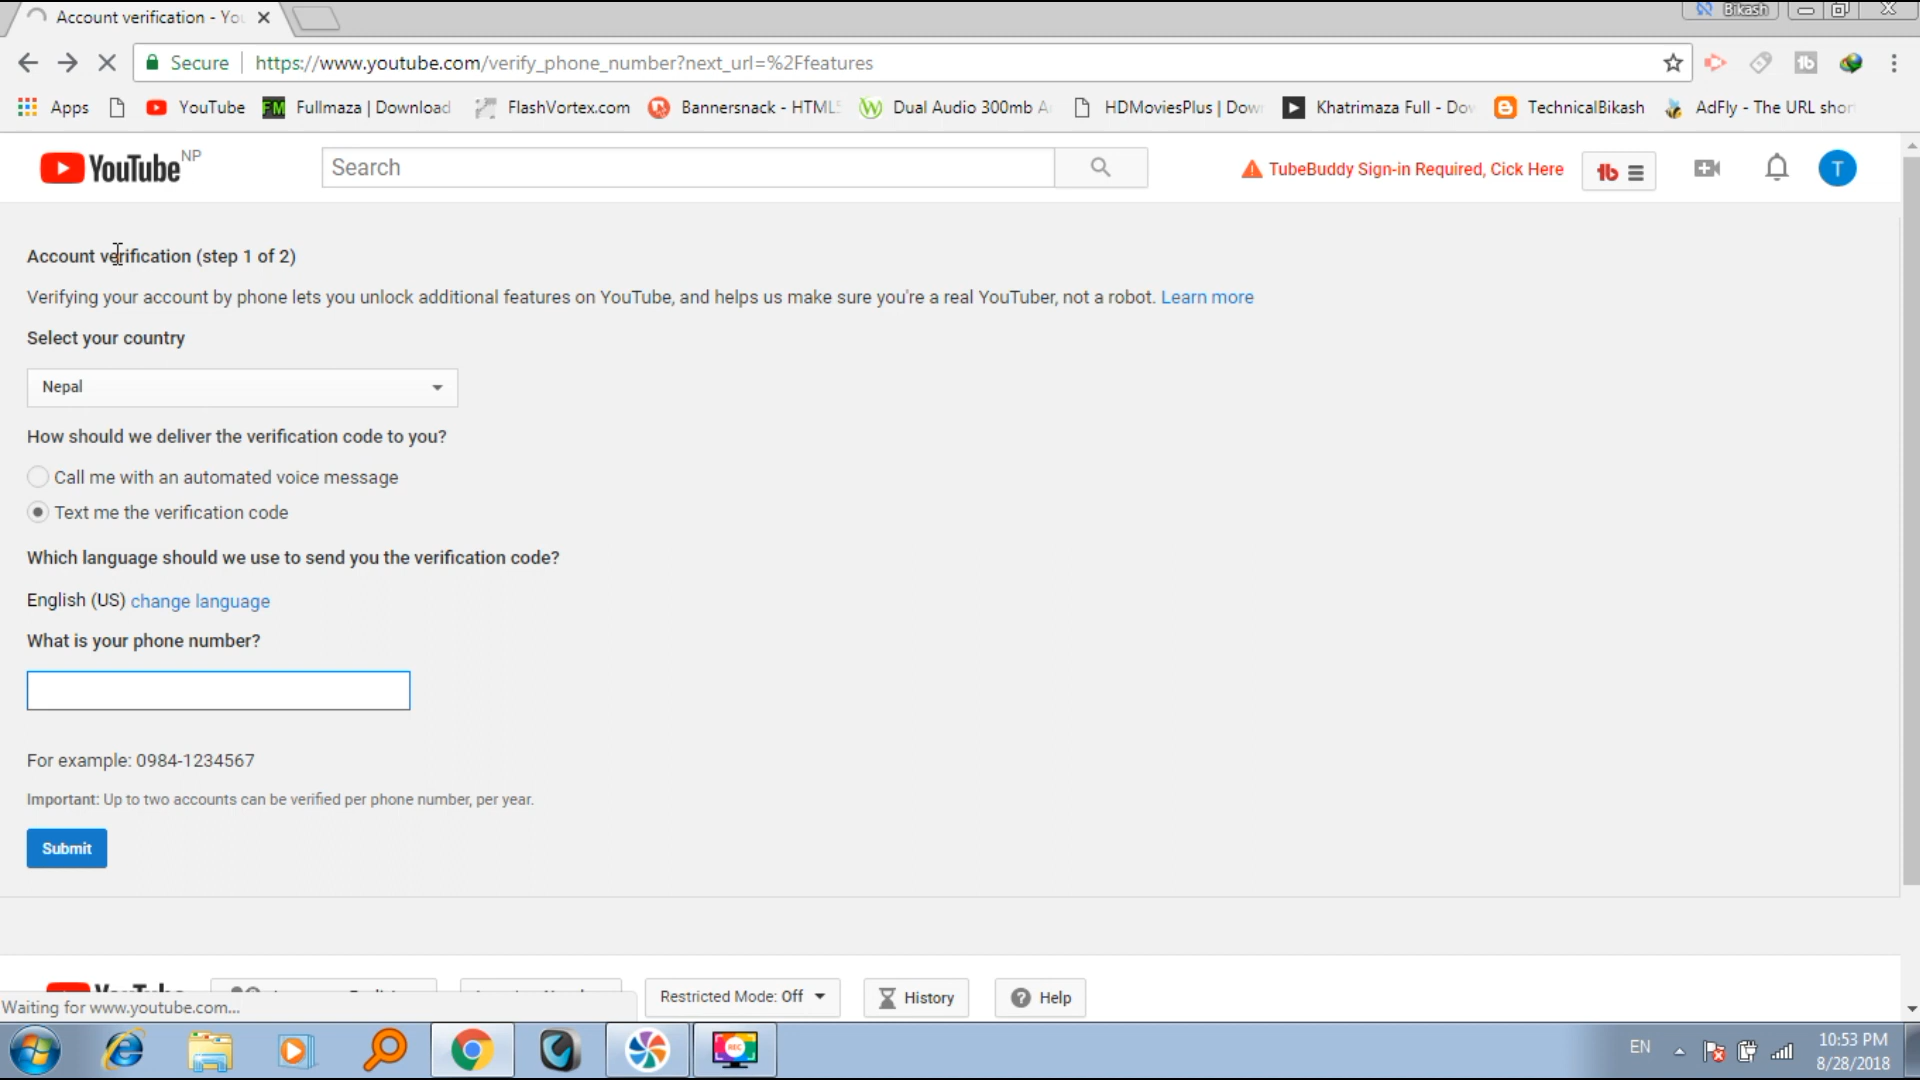 Account verification - You
Bikash
Secure
https://www.youtube.com/verify_phone_number?next_url=%2Ffeatures
Apps
YouTube
FM
Fullmaza | Download
FlashVortex.com
Bannersnack - HTML5
Dual Audio 300mb
HDMoviesPlus | Dow
Khatrimaza Full - Dow
TechnicalBikash
AdFly - The URL shor
YouTube NP
Search
TubeBuddy Sign-in Required, Cick Here
T
Account verification (step 1 of 2)
Verifying your account by phone lets you unlock additional features on YouTube, and helps us make sure you're a real YouTuber, not a robot. Learn more
Select your country
Nepal
How should we deliver the verification code to you?
Call me with an automated voice message
Text me the verification code
Which language should we use to send you the verification code?
English (US) change language
What is your phone number?
For example: 0984-1234567
Important: Up to two accounts can be verified per phone number, per year.
Submit
YouTube
Restricted Mode: Off
History
Help
Waiting for www.youtube.com...
REC
EN
10:53 PM
8/28/2018